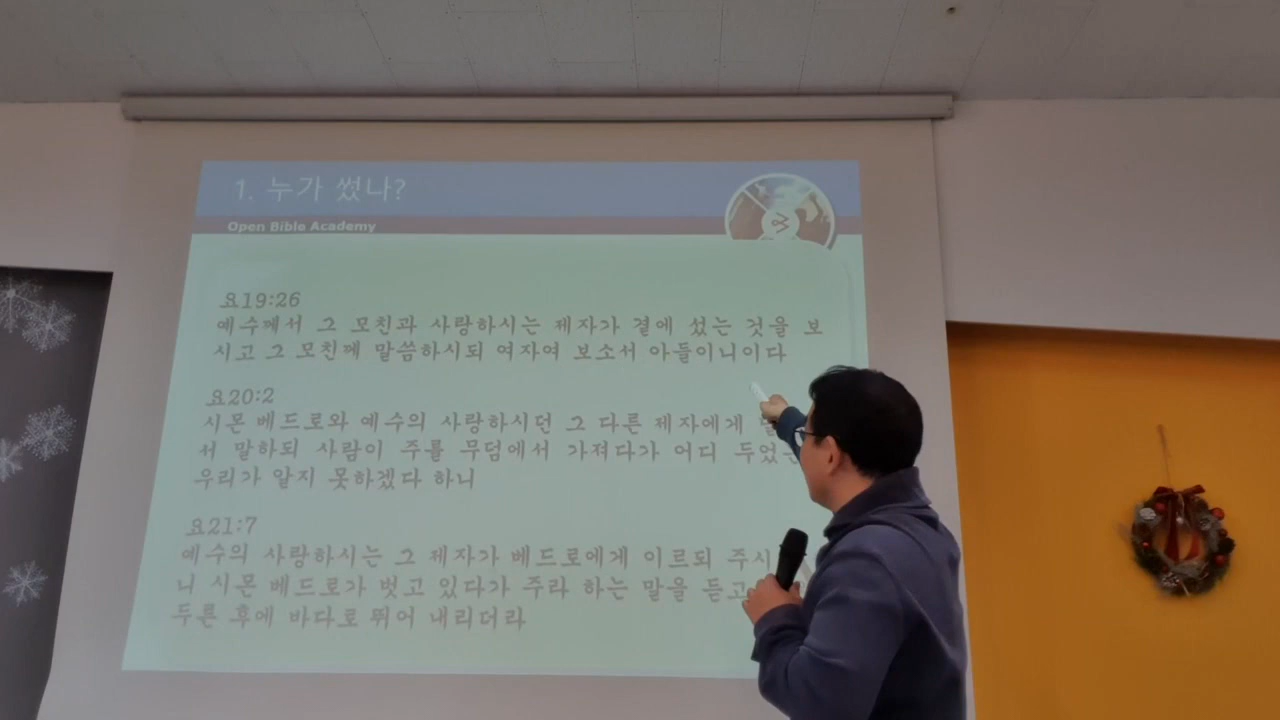 1. 누가 썼나?
Open Bible Academy
요19:26
예수께서 그 모친과 사랑하시는 제자가 곁에 섰는 것을 보
시고 그 모친께 말씀하시되 여자여 보소서 아들이니이다
요20:2
시몬 베드로와 예수의 사랑하시던 그 다른 제자에게
서 말하되 사람이 주를 무덤에서 가져다가 어디
우리가 알지 못하겠다 하니
요21:7
예수의 사랑하시는 그 제자가 베드로에게 이르되
니 시몬 베드로가 벗고 있다가 주라 하는 말을
두른 후에 바다로 뛰어 내리더라